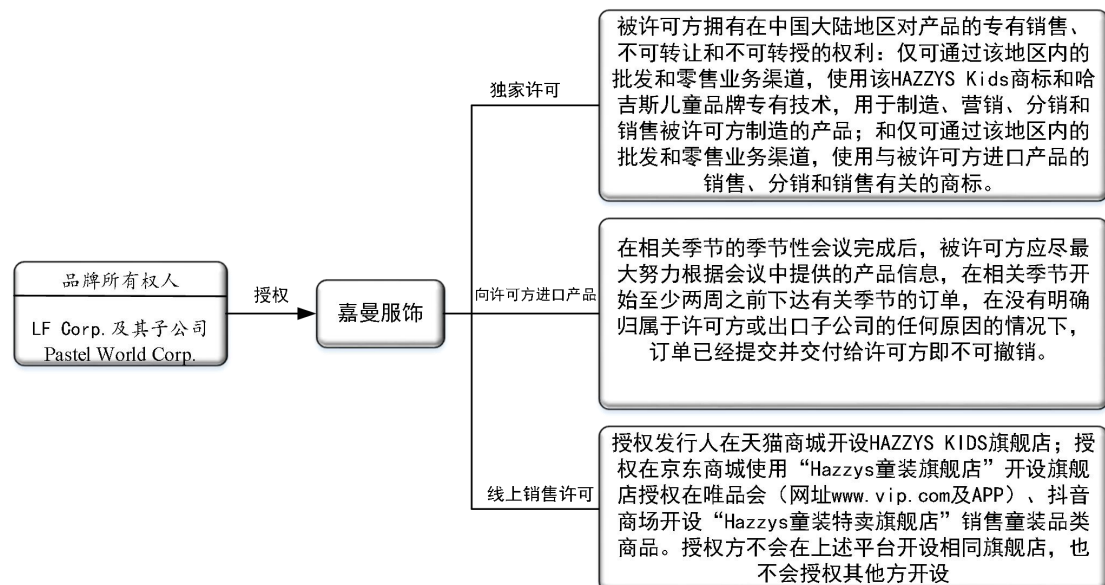 品牌所有权人
LF Corp.及其子公司
Pastel World Corp.
授权
嘉曼服饰
独家许可
被许可方拥有在中国大陆地区对产品的专有销售、
不可转让和不可转授的权利：仅可通过该地区内的
批发和零售业务渠道，使用该HAZZYS Kids商标和哈
吉斯儿童品牌专有技术，用于制造、营销、分销和
销售被许可方制造的产品；和仅可通过该地区内的
批发和零售业务渠道，使用与被许可方进口产品的
销售、分销和销售有关的商标。
向许可方进口产品
在相关季节的季节性会议完成后，被许可方应尽最
大努力根据会议中提供的产品信息，在相关季节开
始至少两周之前下达有关季节的订单，在没有明确
归属于许可方或出口子公司的任何原因的情况下，
订单已经提交并交付给许可方即不可撤销。
线上销售许可
授权发行人在天猫商城开设HAZZYS KIDS旗舰店；授
权在京东商城使用“Hazzys童装旗舰店”开设旗舰
店授权在唯品会（网址www.vip.com及APP）、抖音
商场开设“Hazzys童装特卖旗舰店”销售童装品类
商品。授权方不会在上述平台开设相同旗舰店，也
不会授权其他方开设